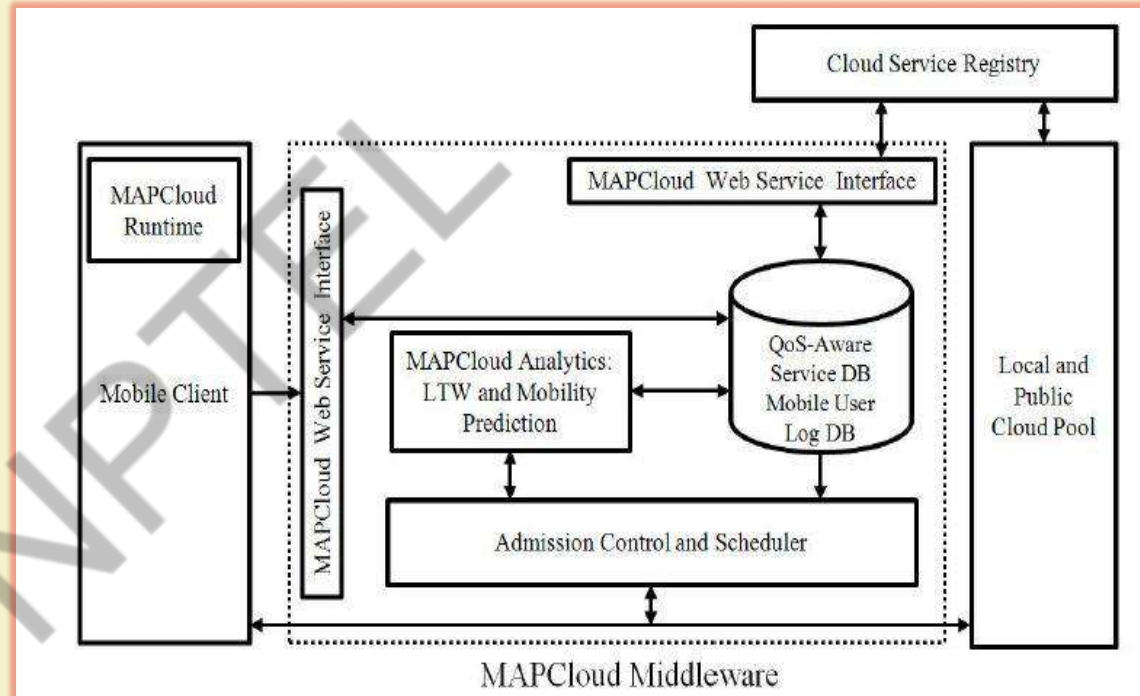 Cloud Service Registry
MAPCloud
Runtime
Mobile Client
MAPCloud Web Service Interface
MAPCloud Web Service Interface
MAPCloud Analytics:
LTW and Mobility
Prediction
QoS-Aware
Service DB
Mobile User
Log DB
Local and
Public
Cloud Pool
Admission Control and Scheduler
MAPCloud Middleware
NPTEL